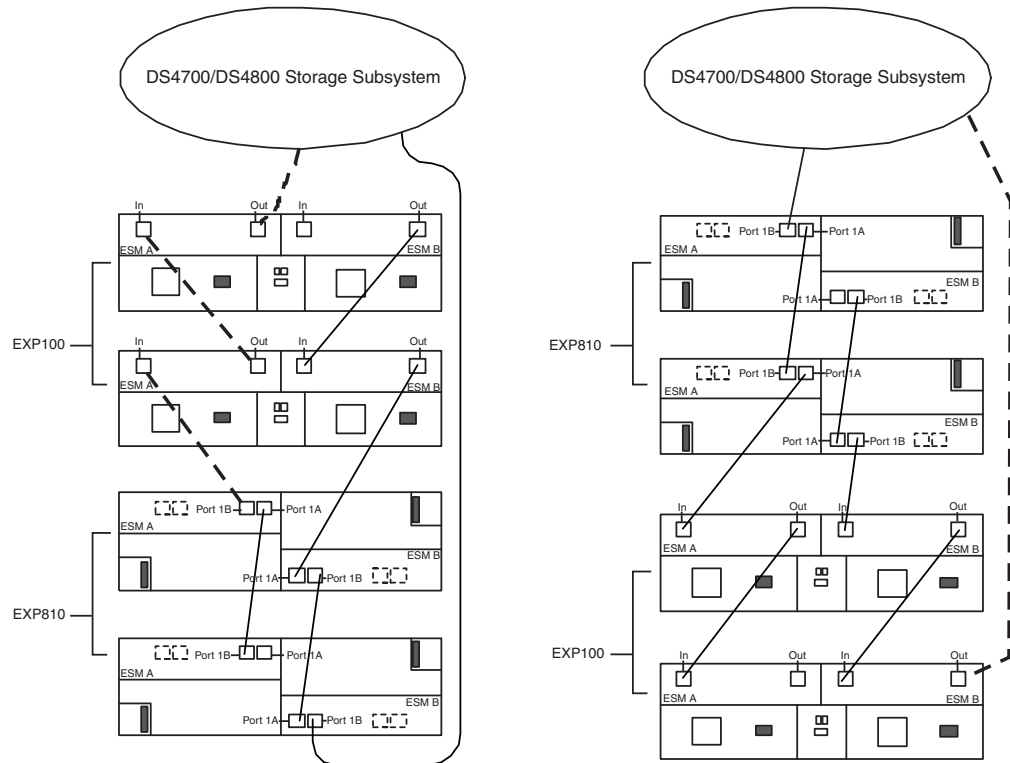 DS4700/DS4800 Storage Subsystem
In Out In Out
ESM A ESM B
EXP100
In Out In Out
ESM A ESM B
Port 1B Port 1A
ESM A
ESM B
Port 1A Port 1B
EXP810
Port 1B Port 1A
ESM A
ESM B
Port 1A Port 1B
DS4700/DS4800 Storage Subsystem
Port 1B Port 1A
ESM A
ESM B
Port 1A Port 1B
EXP810
Port 1B Port 1A
ESM A
ESM B
Port 1A Port 1B
In Out In Out
ESM A ESM B
EXP100
In Out In Out
ESM A ESM B